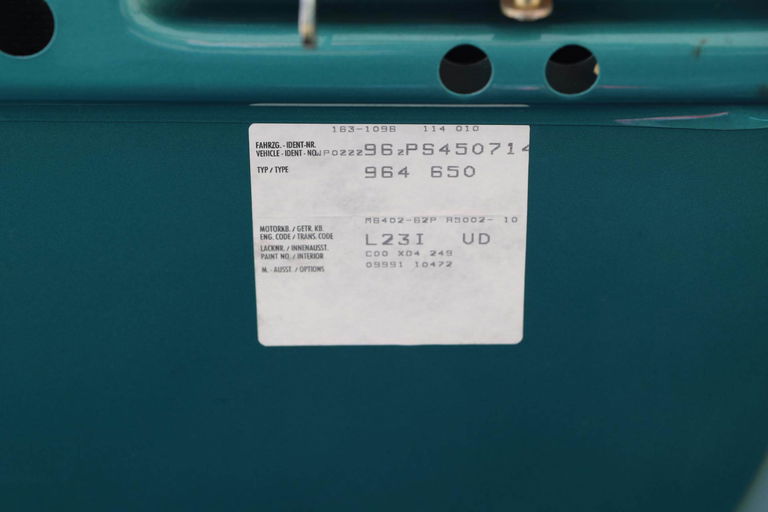 163-1096 114 010
FAHRZG. - IDENT-NR.
VEHICLE - IDENT - NO. WP0ZZZ96ZPS450714
TYP / TYPE 964 650
M6402-62P A5002- 10
MOTORKB. / GETR. KB.
ENG. CODE / TRANS. CODE L23I UD
LACKNR. / INNENAUSST.
PAINT NO. / INTERIOR C00 X04 249
M. - AUSST. / OPTIONS 09991 10472